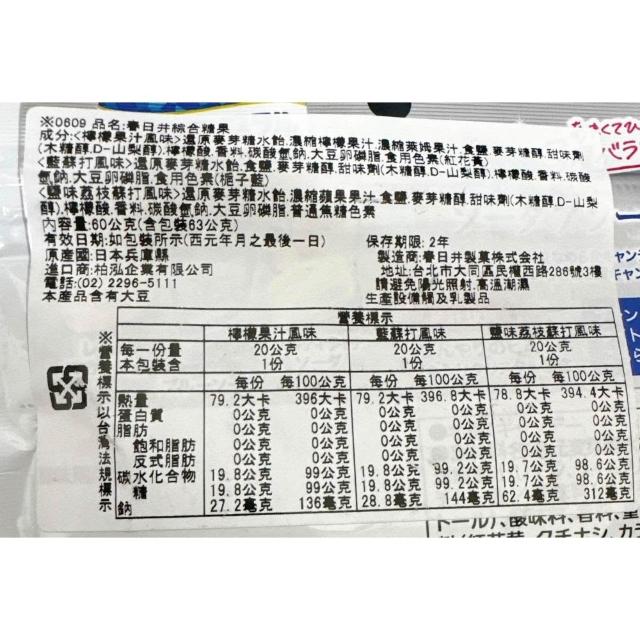 ※0609 品名:春日井綜合糖果
成分:<檸檬果汁風味>還原麥芽糖水飴.濃縮檸檬果汁.濃縮萊姆果汁.食鹽.麥芽糖醇.甜味劑
(木糖醇.D-山梨醇).檸檬酸.香料.碳酸氫鈉.大豆卵磷脂.食用色素(紅花黃)
<藍蘇打風味>還原麥芽糖水飴.食鹽.麥芽糖醇.甜味劑(木糖醇.D-山梨醇).檸檬酸.香料.碳酸
氫鈉.大豆卵磷脂.食用色素(梔子藍)
<鹽味荔枝蘇打風味>還原麥芽糖水飴.濃縮蘋果果汁.食鹽.麥芽糖醇.甜味劑(木糖醇.D-山梨
醇).檸檬酸.香料.碳酸氫鈉.大豆卵磷脂.普通焦糖色素
內容量:60公克(含包裝63公克)
有效日期:如包裝所示(西元年月之最後一日) 保存期限:2年
原產國:日本兵庫縣 製造商:春日井製菓株式会社
進口商:柏泓企業有限公司 地址:台北市大同區民權西路286號3樓
電話:(02) 2296-5111 請避免陽光照射.高溫潮濕
本產品含有大豆 生產設備觸及乳製品
營養標示
檸檬果汁風味 藍蘇打風味 鹽味荔枝蘇打風味
每一份量 20公克 20公克 20公克
本包裝含 1份 1份 1份
每份 每100公克 每份 每100公克 每份 每100公克
熱量 79.2大卡 396大卡 79.2大卡 396.8大卡 78.8大卡 394.4大卡
蛋白質 0公克 0公克 0公克 0公克 0公克 0公克
脂肪 0公克 0公克 0公克 0公克 0公克 0公克
飽和脂肪 0公克 0公克 0公克 0公克 0公克 0公克
反式脂肪 0公克 0公克 0公克 0公克 0公克 0公克
碳水化合物 19.8公克 99公克 19.8公克 99.2公克 19.7公克 98.6公克
糖 19.8公克 99公克 19.8公克 99.2公克 19.7公克 98.6公克
鈉 27.2毫克 136毫克 28.8毫克 144毫克 62.4毫克 312毫克
※營養標示以台灣法規標示